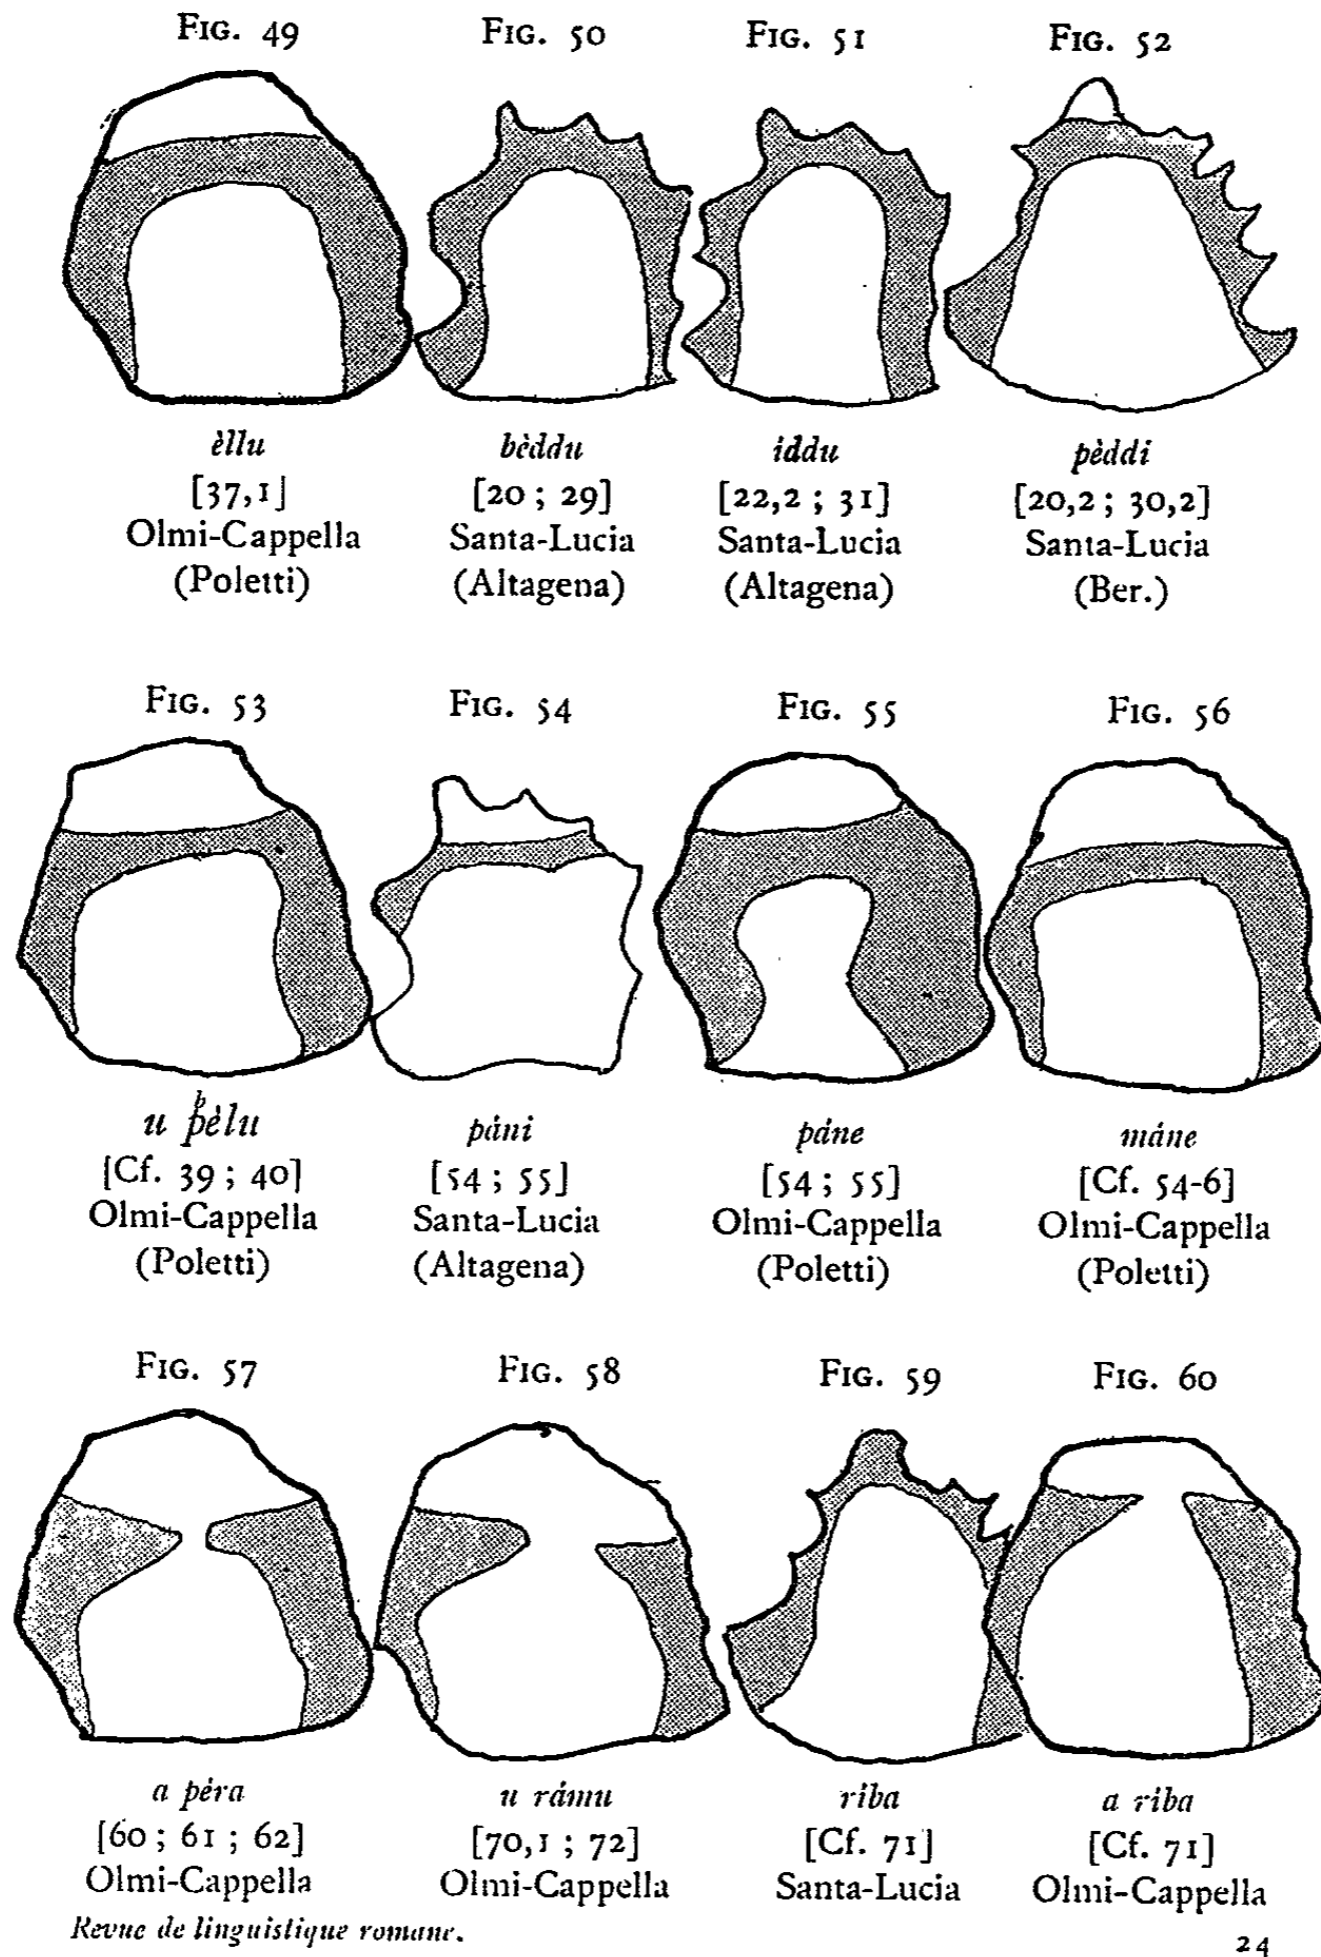 FIG. 49 FIG. 50 FIG. 51 FIG. 52
èllu bèddu iddu pèddi
[37,1] [20 ; 29] [22,2 ; 31] [20,2 ; 30,2]
Olmi-Cappella Santa-Lucia Santa-Lucia Santa-Lucia
(Poletti) (Altagena) (Altagena) (Ber.)
FIG. 53 FIG. 54 FIG. 55 FIG. 56
u pᵇèlu páni páne máne
[Cf. 39 ; 40] [54 ; 55] [54 ; 55] [Cf. 54-6]
Olmi-Cappella Santa-Lucia Olmi-Cappella Olmi-Cappella
(Poletti) (Altagena) (Poletti) (Poletti)
FIG. 57 FIG. 58 FIG. 59 FIG. 60
a péra u rámu riba a riba
[60 ; 61 ; 62] [70,1 ; 72] [Cf. 71] [Cf. 71]
Olmi-Cappella Olmi-Cappella Santa-Lucia Olmi-Cappella
Revue de linguistique romane. 24